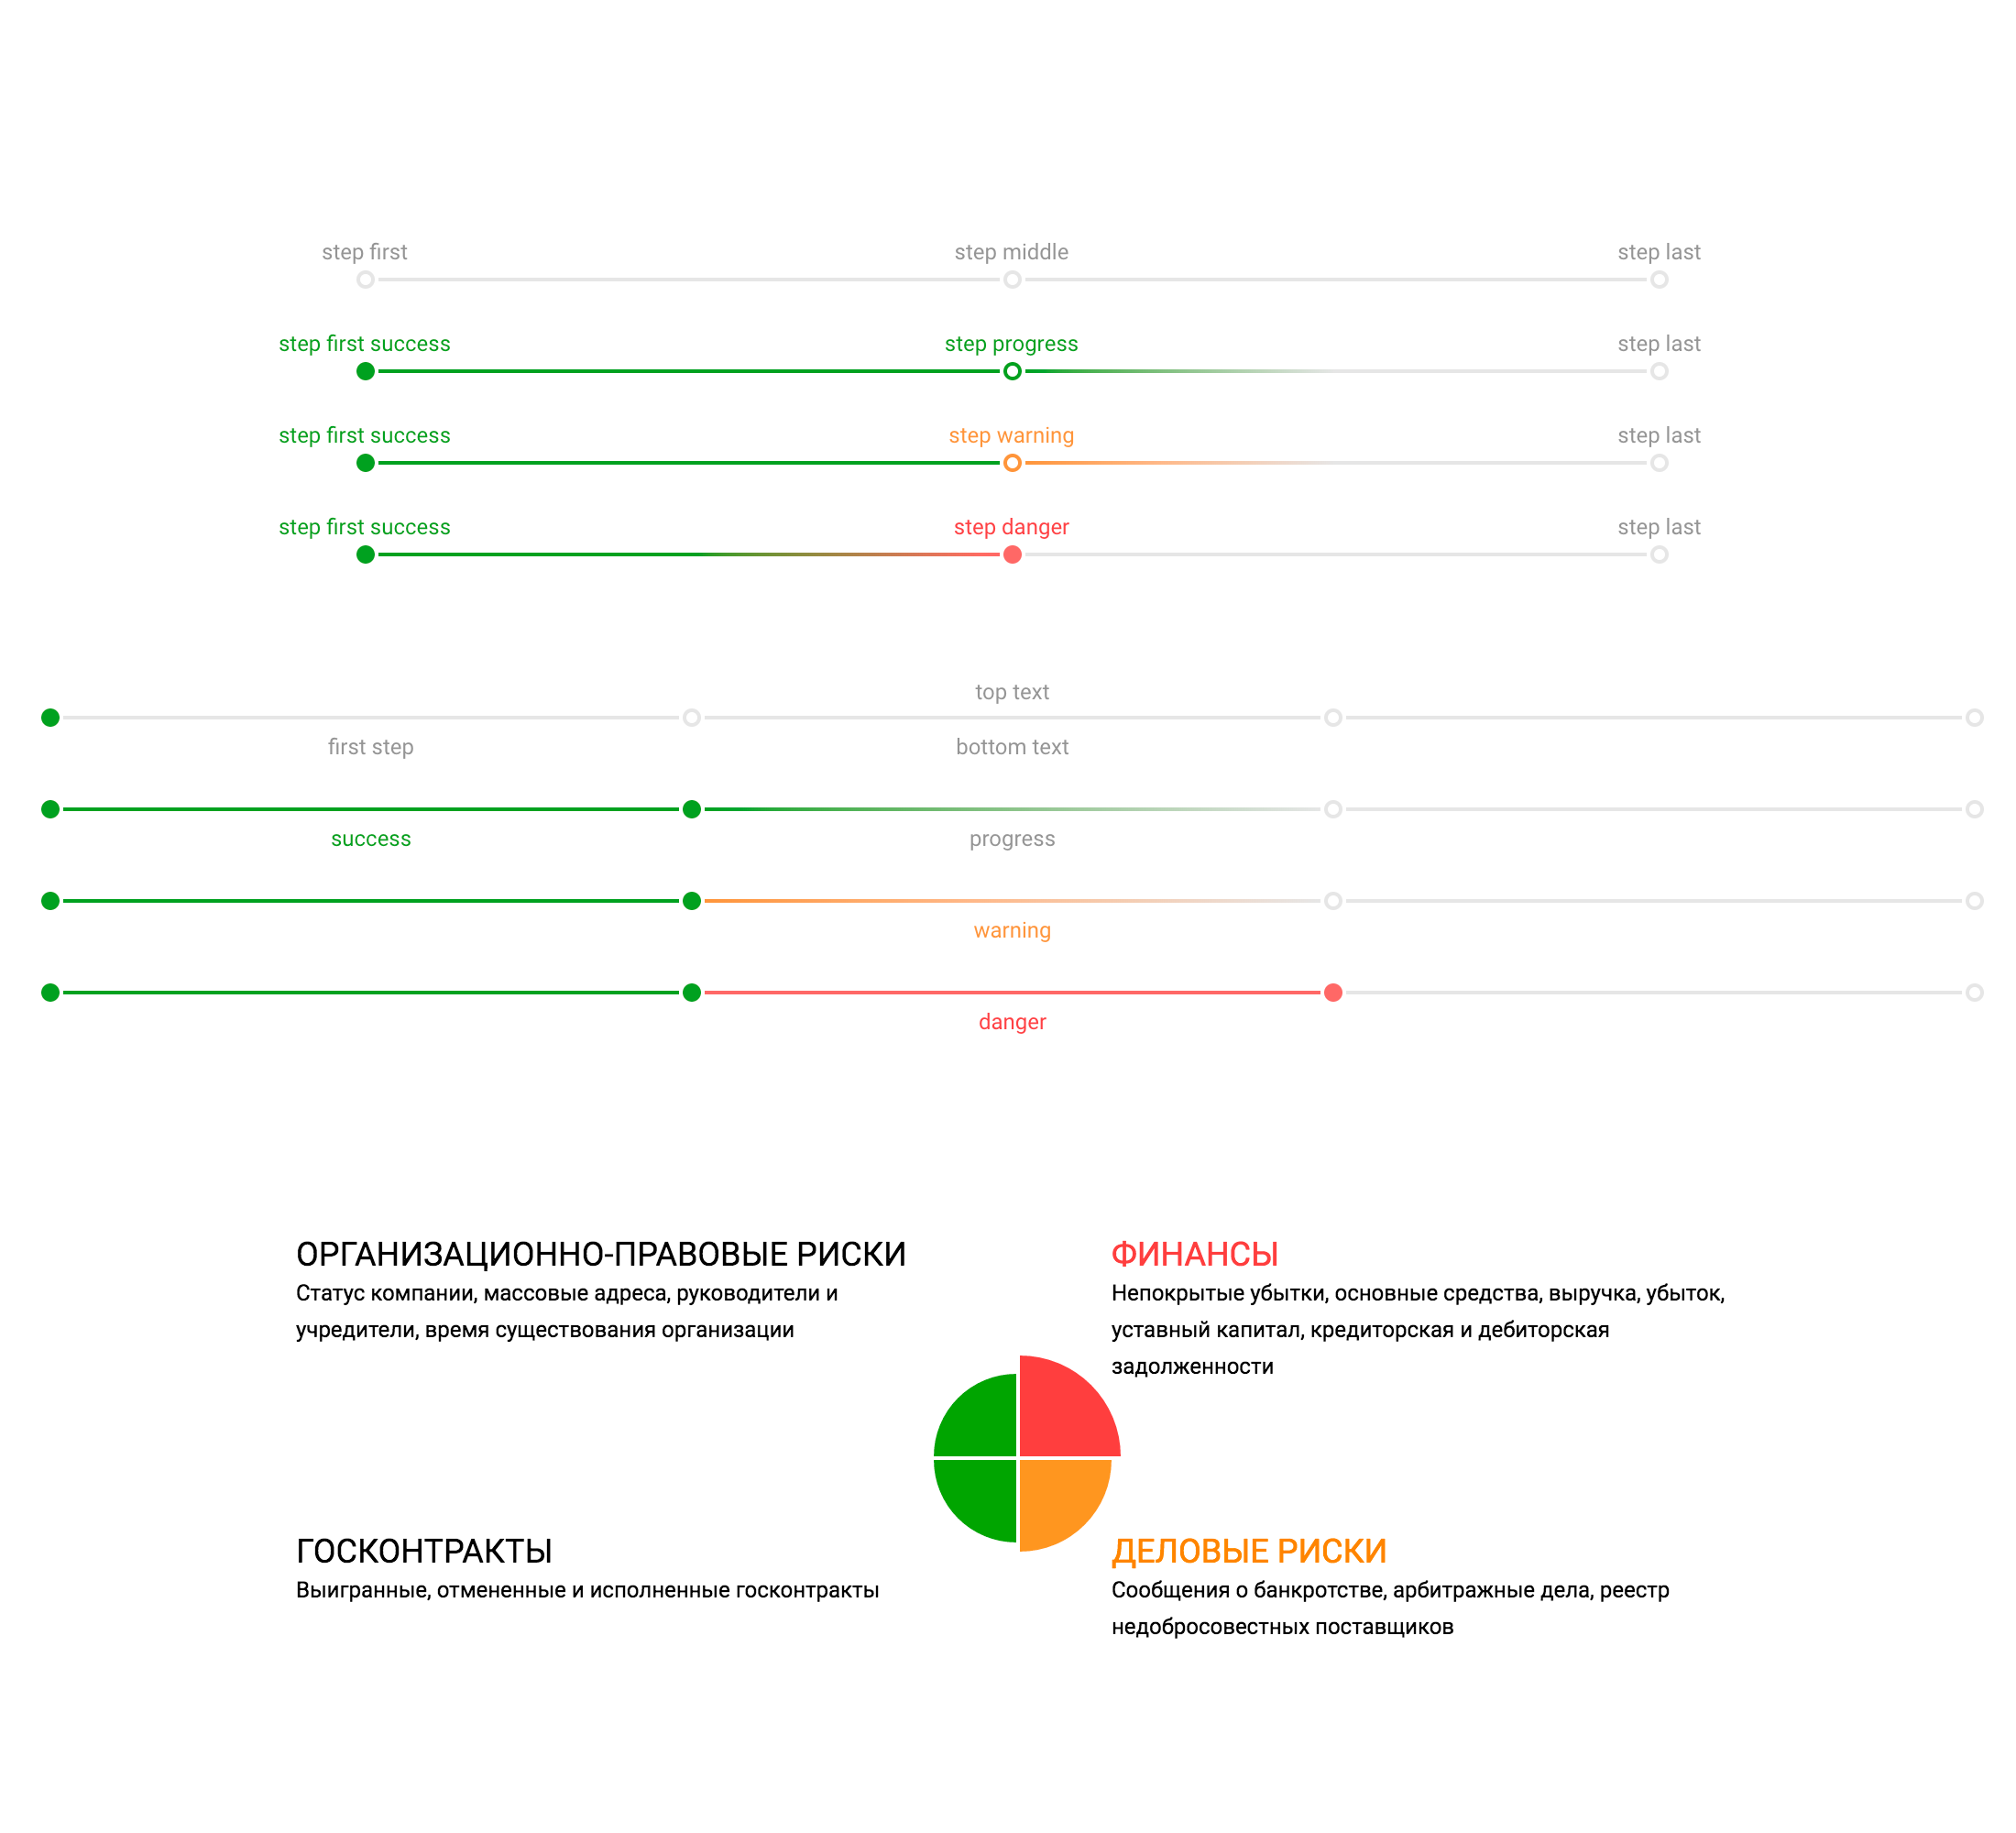 step first step middle step last
step first success step progress step last
step first success step warning step last
step first success step danger step last
top text
first step bottom text
success progress
warning
danger
ОРГАНИЗАЦИОННО-ПРАВОВЫЕ РИСКИ
Статус компании, массовые адреса, руководители и
учредители, время существования организации
ФИНАНСЫ
Непокрытые убытки, основные средства, выручка, убыток,
уставный капитал, кредиторская и дебиторская
задолженности
ГОСКОНТРАКТЫ
Выигранные, отмененные и исполненные госконтракты
ДЕЛОВЫЕ РИСКИ
Сообщения о банкротстве, арбитражные дела, реестр
недобросовестных поставщиков